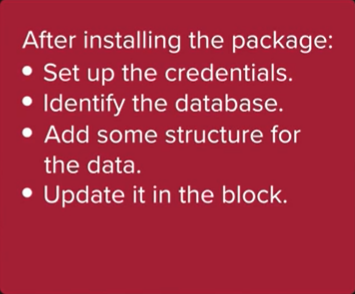 After installing the package:
• Set up the credentials.
• Identify the database.
• Add some structure for
the data.
• Update it in the block.